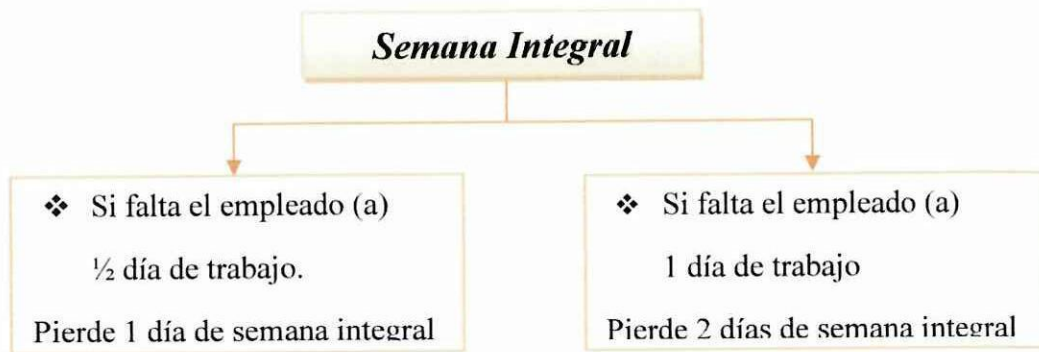 Semana Integral
❖ Si falta el empleado (a)
½ día de trabajo.
Pierde 1 día de semana integral
❖ Si falta el empleado (a)
1 día de trabajo
Pierde 2 días de semana integral